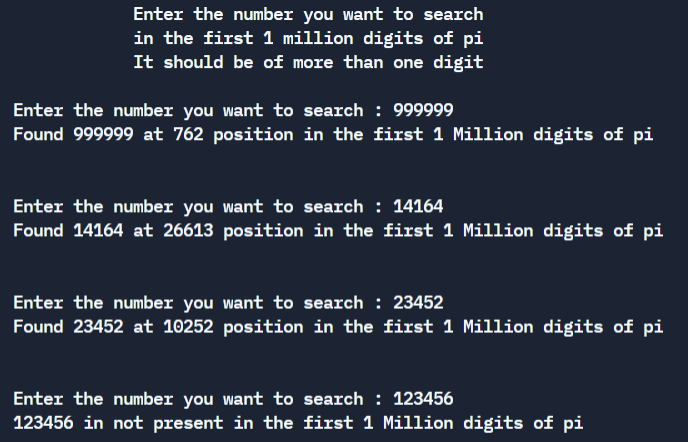 Enter the number you want to search
in the first 1 million digits of pi
It should be of more than one digit
Enter the number you want to search : 999999
Found 999999 at 762 position in the first 1 Million digits of pi
Enter the number you want to search : 14164
Found 14164 at 26613 position in the first 1 Million digits of pi
Enter the number you want to search : 23452
Found 23452 at 10252 position in the first 1 Million digits of pi
Enter the number you want to search : 123456
123456 in not present in the first 1 Million digits of pi